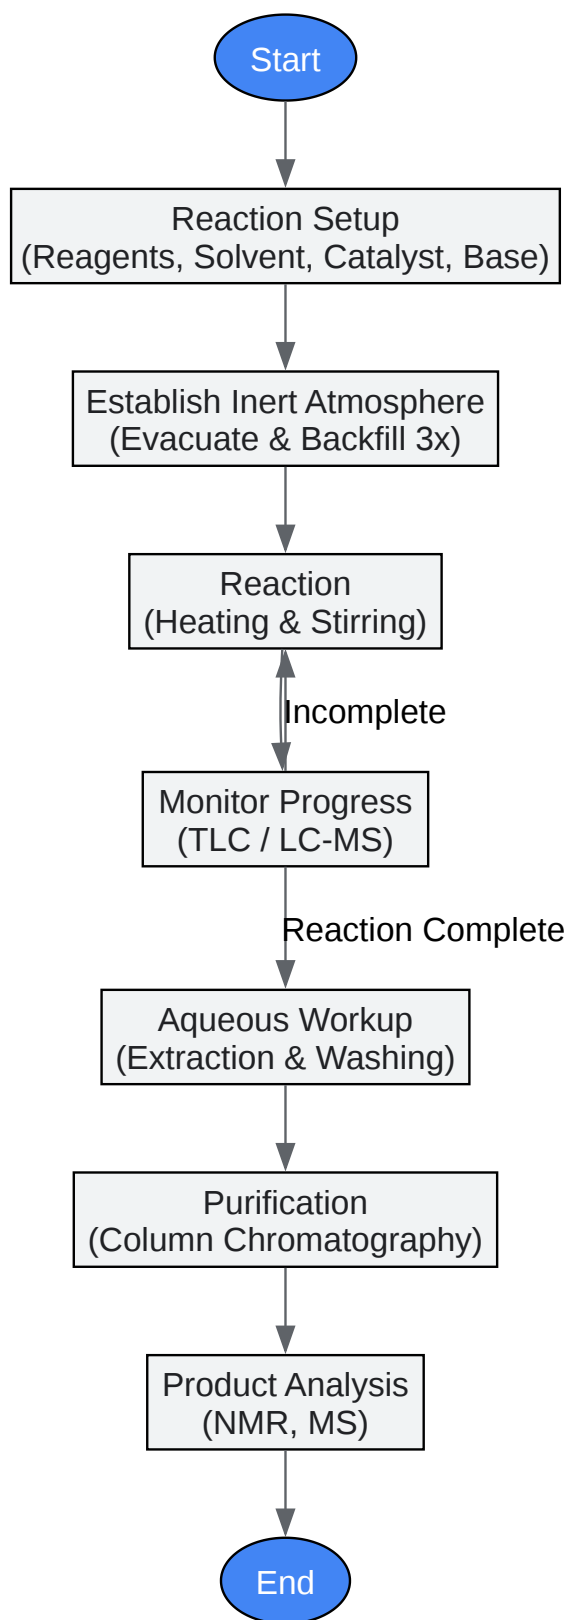 Start
Reaction Setup
(Reagents, Solvent, Catalyst, Base)
Establish Inert Atmosphere
(Evacuate & Backfill 3x)
Reaction
(Heating & Stirring)
Incomplete
Monitor Progress
(TLC / LC-MS)
Reaction Complete
Aqueous Workup
(Extraction & Washing)
Purification
(Column Chromatography)
Product Analysis
(NMR, MS)
End